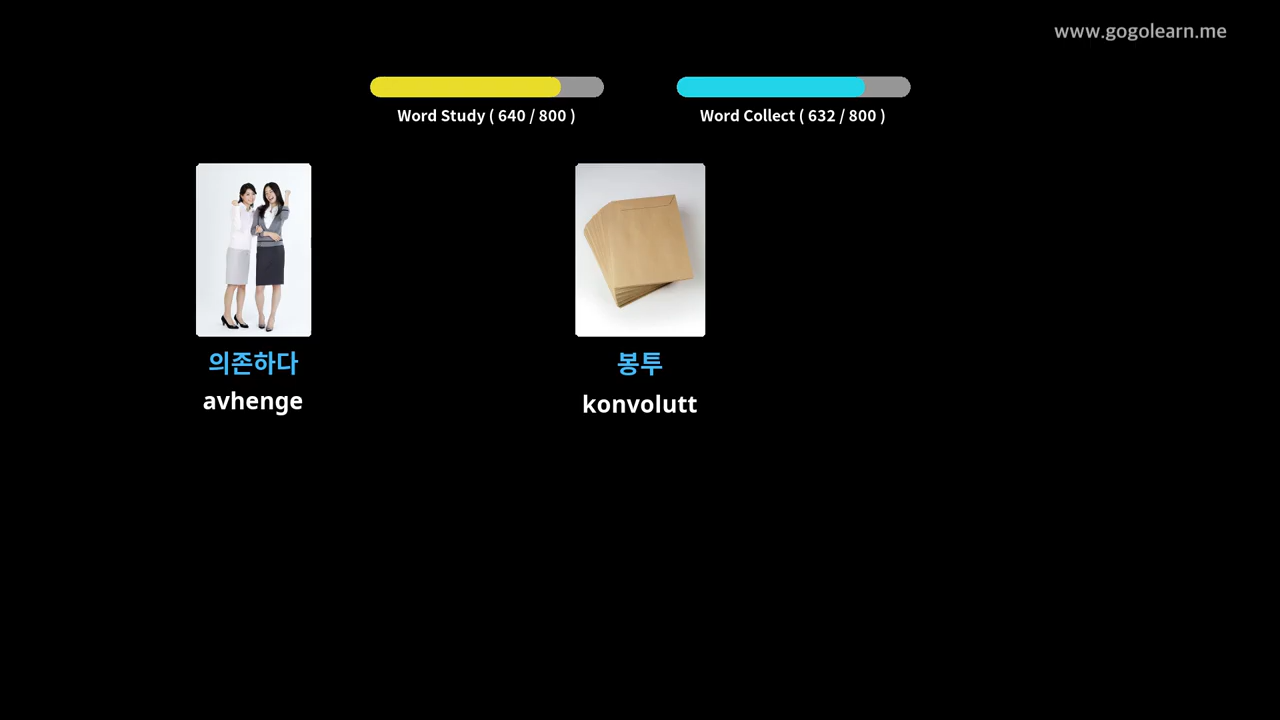 www.gogolearn.me
Word Study ( 640 / 800 )
Word Collect ( 632 / 800 )
의존하다
avhenge
봉투
konvolutt